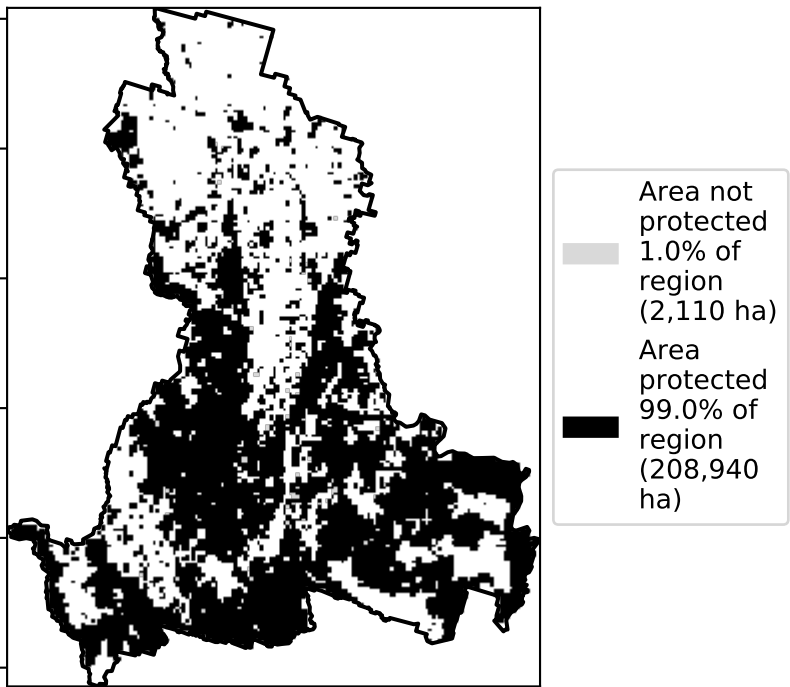 Area not
protected
1.0% of
region
(2,110 ha)
Area
protected
99.0% of
region
(208,940
ha)